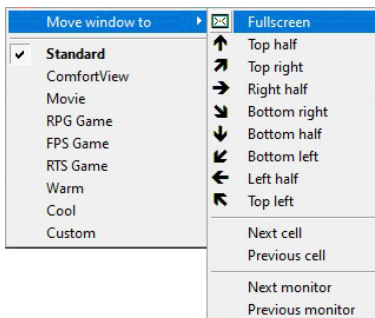 Move window to
Standard
ComfortView
Movie
RPG Game
FPS Game
RTS Game
Warm
Cool
Custom
Fullscreen
Top half
Top right
Right half
Bottom right
Bottom half
Bottom left
Left half
Top left
Next cell
Previous cell
Next monitor
Previous monitor